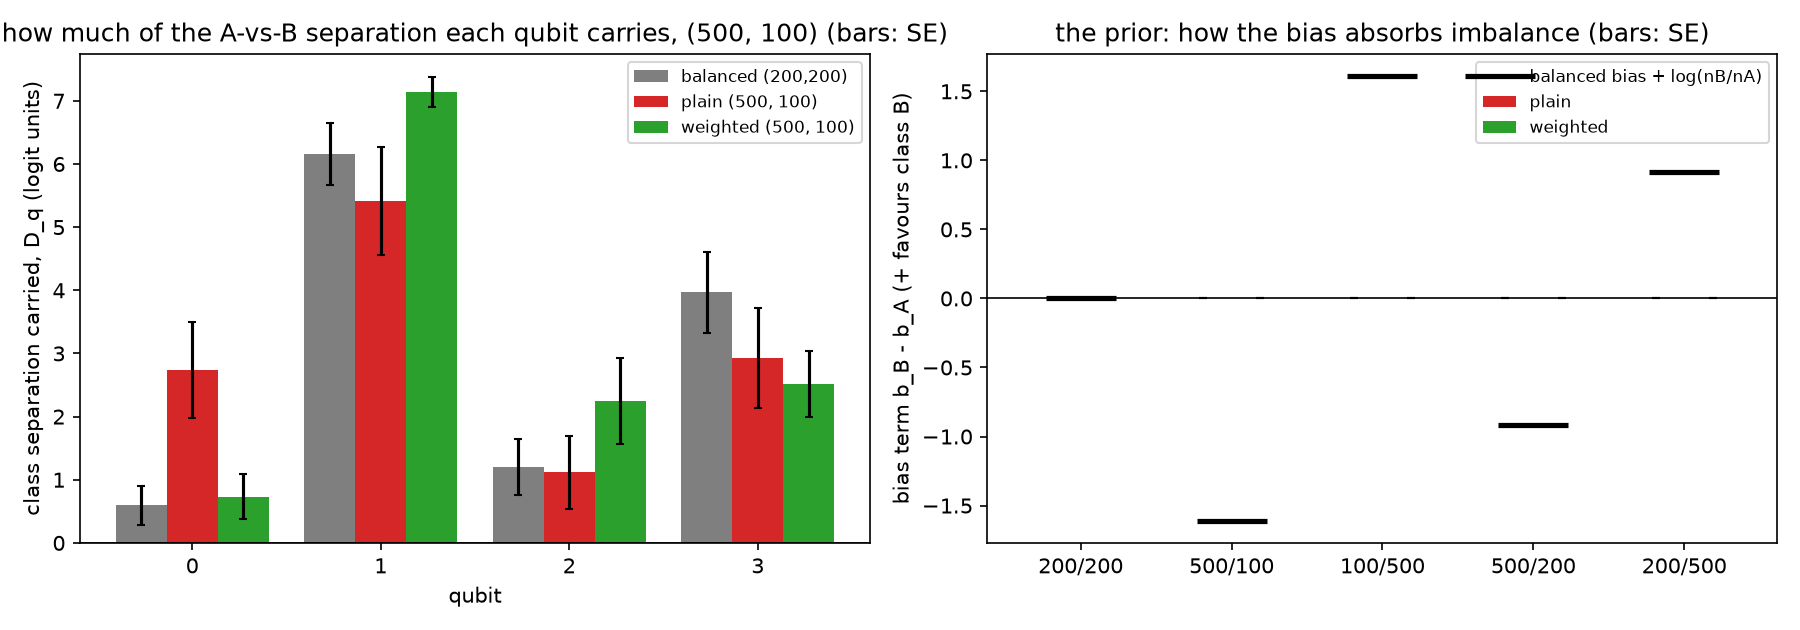 how much of the A-vs-B separation each qubit carries, (500, 100) (bars: SE)
class separation carried, D_q (logit units)
7
6
5
4
3
2
1
0
balanced (200,200)
plain (500, 100)
weighted (500, 100)
0 1 2 3
qubit
the prior: how the bias absorbs imbalance (bars: SE)
bias term b_B - b_A (+ favours class B)
1.5
1.0
0.5
0.0
−0.5
−1.0
−1.5
balanced bias + log(nB/nA)
plain
weighted
200/200 500/100 100/500 500/200 200/500